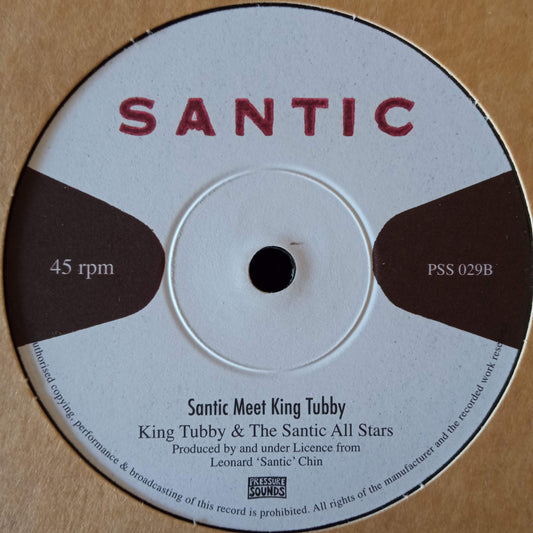 SANTIC
45 rpm
PSS 029B
Santic Meet King Tubby
King Tubby & The Santic All Stars
Produced by and under Licence from
Leonard ‘Santic’ Chin
PRESSURE
SOUNDS
copying, performance & broadcasting of this record is prohibited. All rights of the manufacturer and the recorded work